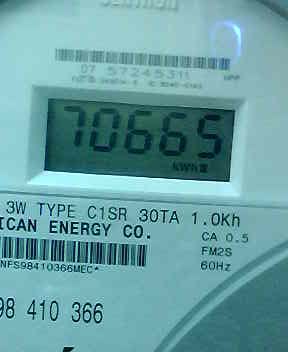 CENTRON
07 57245311
70665
KWH
3W TYPE C1SR 30TA 1.0Kh
ICAN ENERGY CO.
CA 0.5
FM2S
60Hz
NFS98410366MEC*
98 410 366